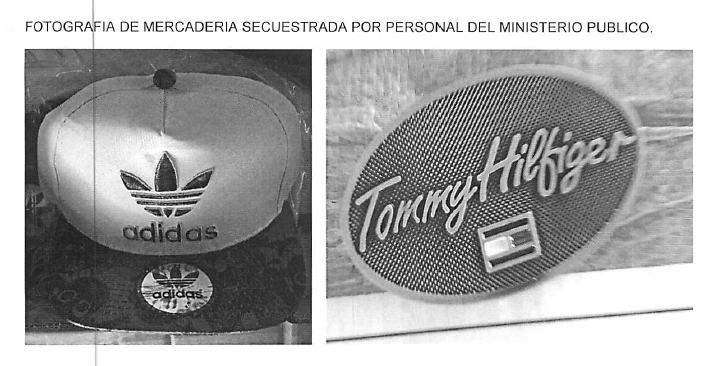 FOTOGRAFIA DE MERCADERIA SECUESTRADA POR PERSONAL DEL MINISTERIO PUBLICO.
adidas
adidas
Tommy Hilfiger